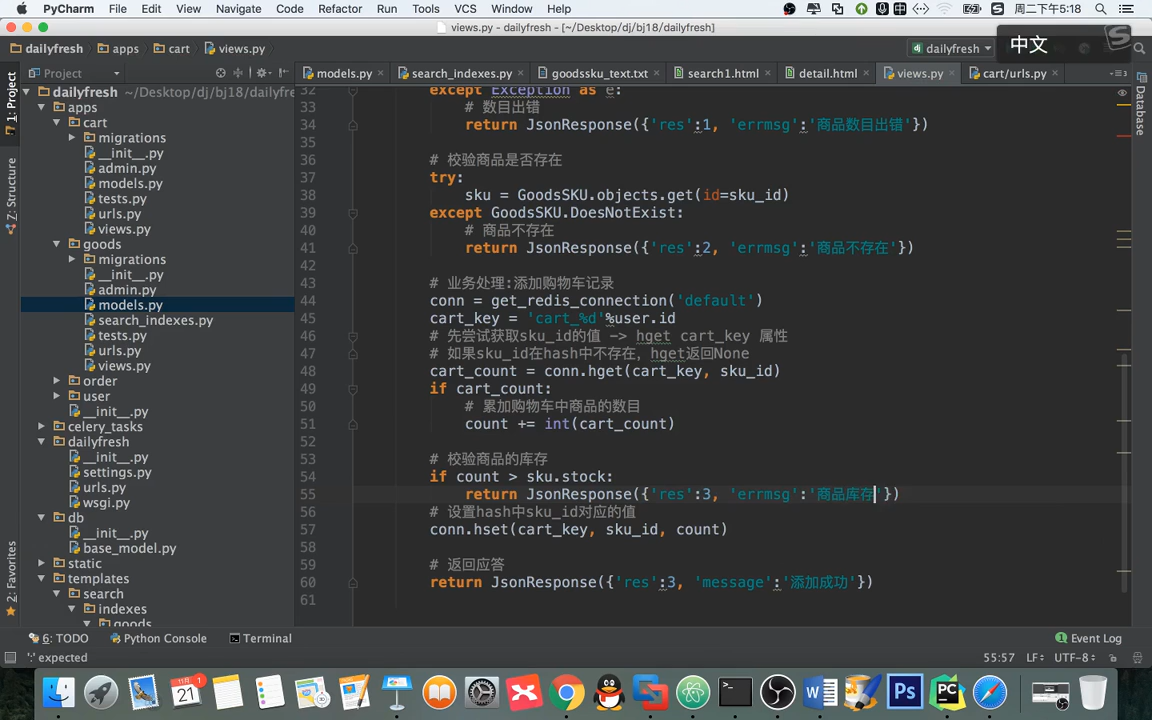 PyCharm File Edit View Navigate Code Refactor Run Tools VCS Window Help 周二下午5:18
views.py - dailyfresh - [~/Desktop/dj/bj18/dailyfresh]
dailyfresh apps cart views.py dailyfresh 中文
Project models.py search_indexes.py goodssku_text.txt search1.html detail.html views.py cart/urls.py
1: Project
Z: Structure
2: Favorites
Database
dailyfresh ~/Desktop/dj/bj18/dailyfre
apps
cart
migrations
__init__.py
admin.py
models.py
tests.py
urls.py
views.py
goods
migrations
__init__.py
admin.py
models.py
search_indexes.py
tests.py
urls.py
views.py
order
user
__init__.py
celery_tasks
dailyfresh
__init__.py
settings.py
urls.py
wsgi.py
db
__init__.py
base_model.py
static
templates
search
indexes
goods
32 except Exception as e:
33 # 数目出错
34 return JsonResponse({'res':1, 'errmsg':'商品数目出错'})
35
36 # 校验商品是否存在
37 try:
38 sku = GoodsSKU.objects.get(id=sku_id)
39 except GoodsSKU.DoesNotExist:
40 # 商品不存在
41 return JsonResponse({'res':2, 'errmsg':'商品不存在'})
42
43 # 业务处理:添加购物车记录
44 conn = get_redis_connection('default')
45 cart_key = 'cart_%d'%user.id
46 # 先尝试获取sku_id的值 -> hget cart_key 属性
47 # 如果sku_id在hash中不存在，hget返回None
48 cart_count = conn.hget(cart_key, sku_id)
49 if cart_count:
50 # 累加购物车中商品的数目
51 count += int(cart_count)
52
53 # 校验商品的库存
54 if count > sku.stock:
55 return JsonResponse({'res':3, 'errmsg':'商品库存'})
56 # 设置hash中sku_id对应的值
57 conn.hset(cart_key, sku_id, count)
58
59 # 返回应答
60 return JsonResponse({'res':3, 'message':'添加成功'})
61
6: TODO Python Console Terminal 1 Event Log
':' expected 55:57 LF UTF-8